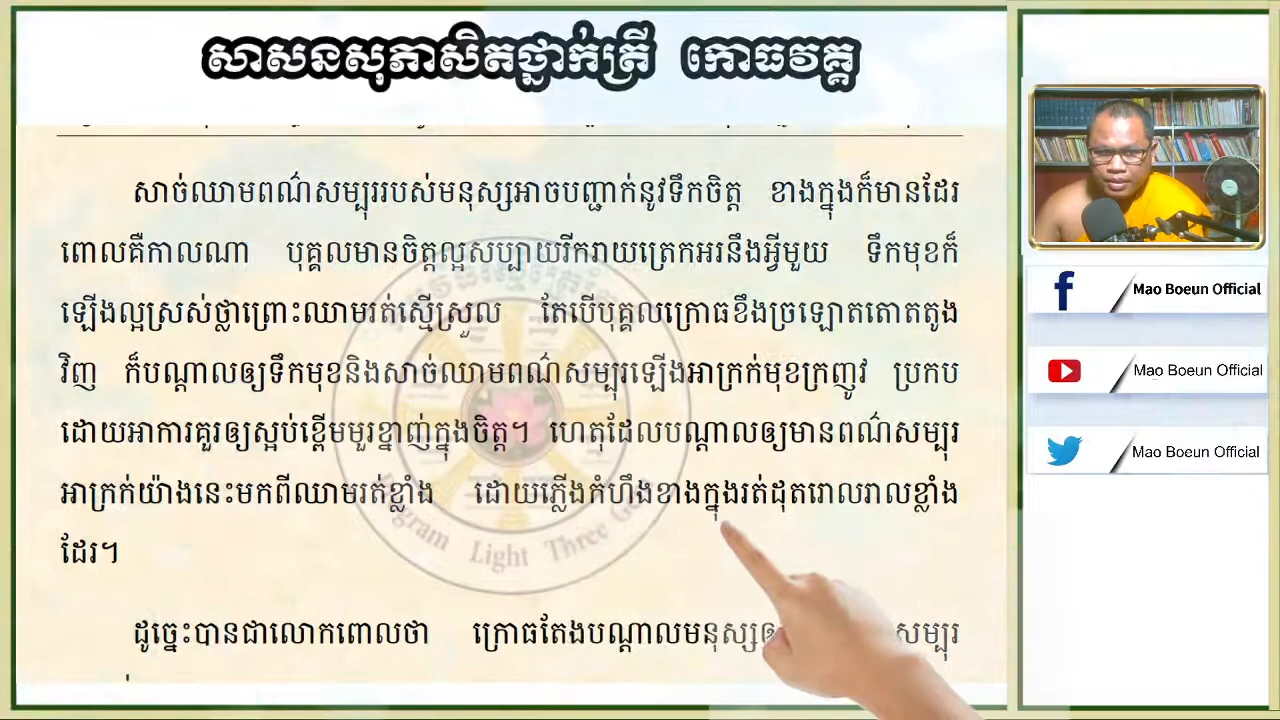 សាសនសុភាសិតថ្នាក់ត្រី កោធវគ្គ
សាច់ឈាមពណ៌សម្បុររបស់មនុស្សអាចបញ្ជាក់នូវទឹកចិត្ត ខាងក្នុងក៏មានដែរ
ពោលគឺកាលណា បុគ្គលមានចិត្តល្អសប្បាយរីករាយត្រេកអរនឹងអ្វីមួយ ទឹកមុខក៏
ឡើងល្អស្រស់ថ្លាព្រោះឈាមរត់ស្មើស្រួល តែបើបុគ្គលក្រោធខឹងច្រឡោតតោតតូង
វិញ ក៏បណ្តាលឲ្យទឹកមុខនិងសាច់ឈាមពណ៌សម្បុរឡើងអាក្រក់មុខក្រញូវ ប្រកប
ដោយអាការគួរឲ្យស្អប់ខ្ពើមមួរខ្នាញ់ក្នុងចិត្ត។ ហេតុដែលបណ្តាលឲ្យមានពណ៌សម្បុរ
អាក្រក់យ៉ាងនេះមកពីឈាមរត់ខ្លាំង ដោយភ្លើងកំហឹងខាងក្នុងរត់ដុតរោលរាលខ្លាំង
ដែរ។
ដូច្នេះបានជាលោកពោលថា ក្រោធតែងបណ្តាលមនុស្ស សម្បុរ
Light Three
Mao Boeun Official
Mao Boeun Official
Mao Boeun Official